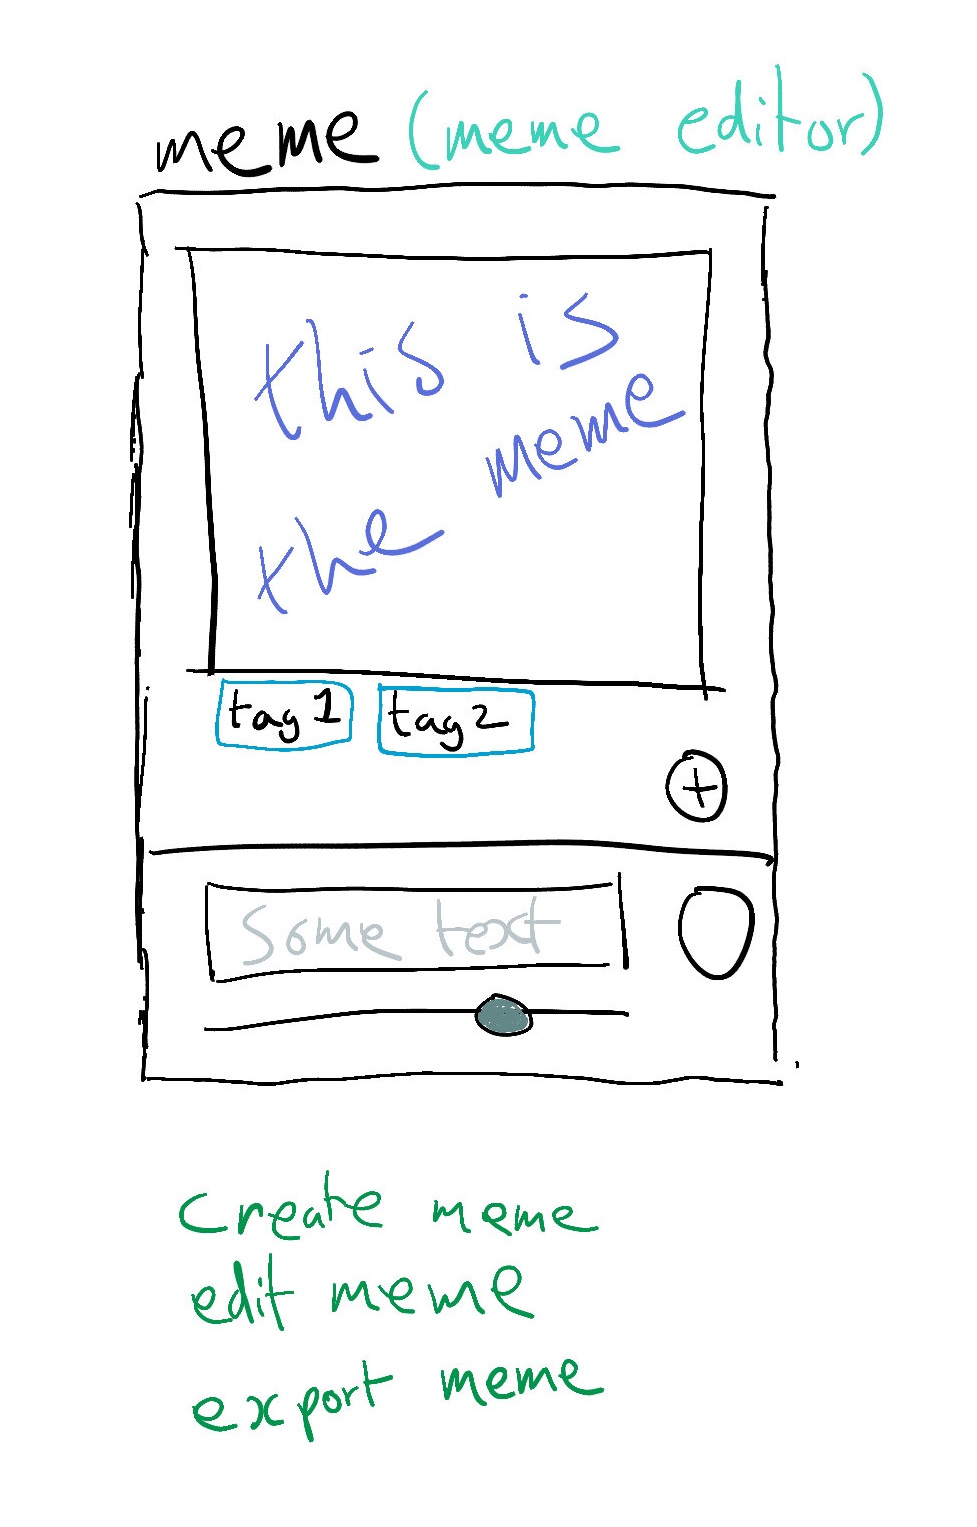 meme (meme editor)
this is
the meme
tag 1 tag 2
+
Some text
create meme
edit meme
export meme